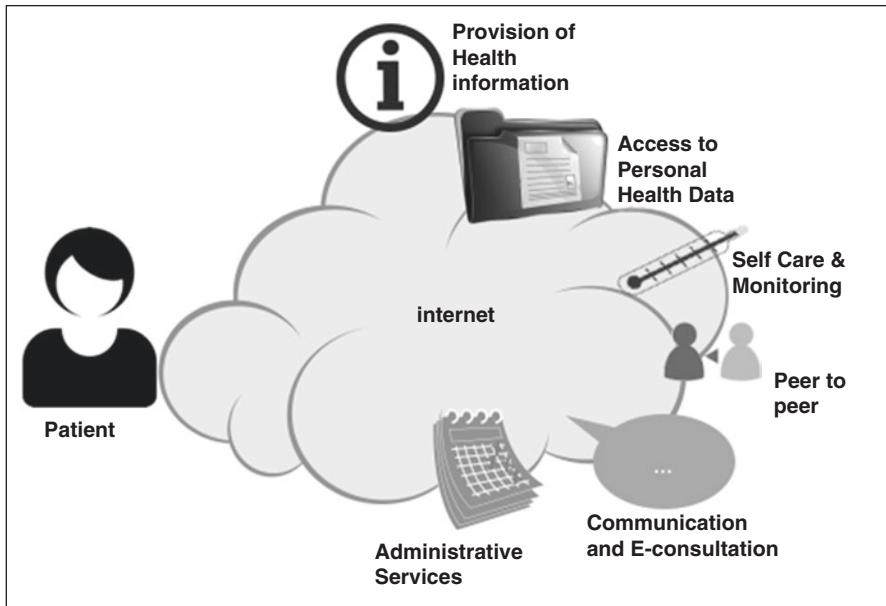 Provision of
Health
information
Access to
Personal
Health Data
Self Care &
Monitoring
internet
Peer to
peer
Patient
...
Communication
and E-consultation
Administrative
Services